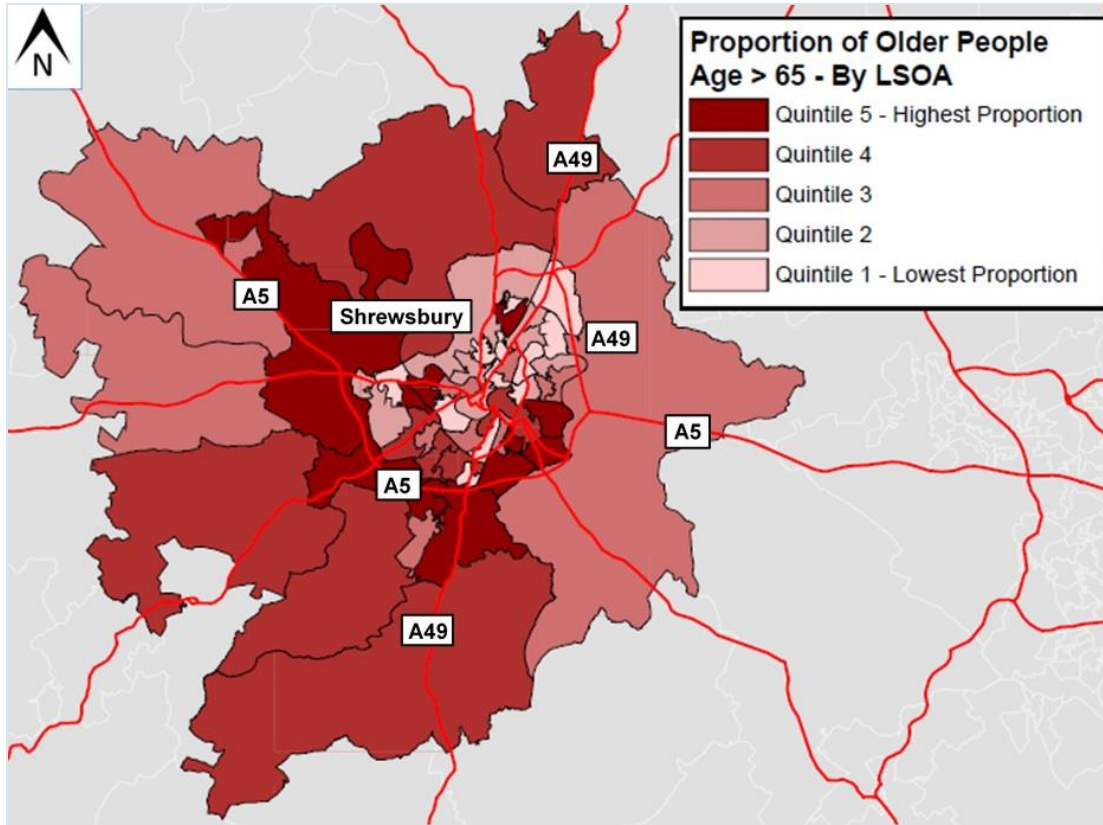 N
Proportion of Older People
Age > 65 - By LSOA
Quintile 5 - Highest Proportion
Quintile 4
Quintile 3
Quintile 2
Quintile 1 - Lowest Proportion
A49
A5
Shrewsbury
A49
A5
A5
A49